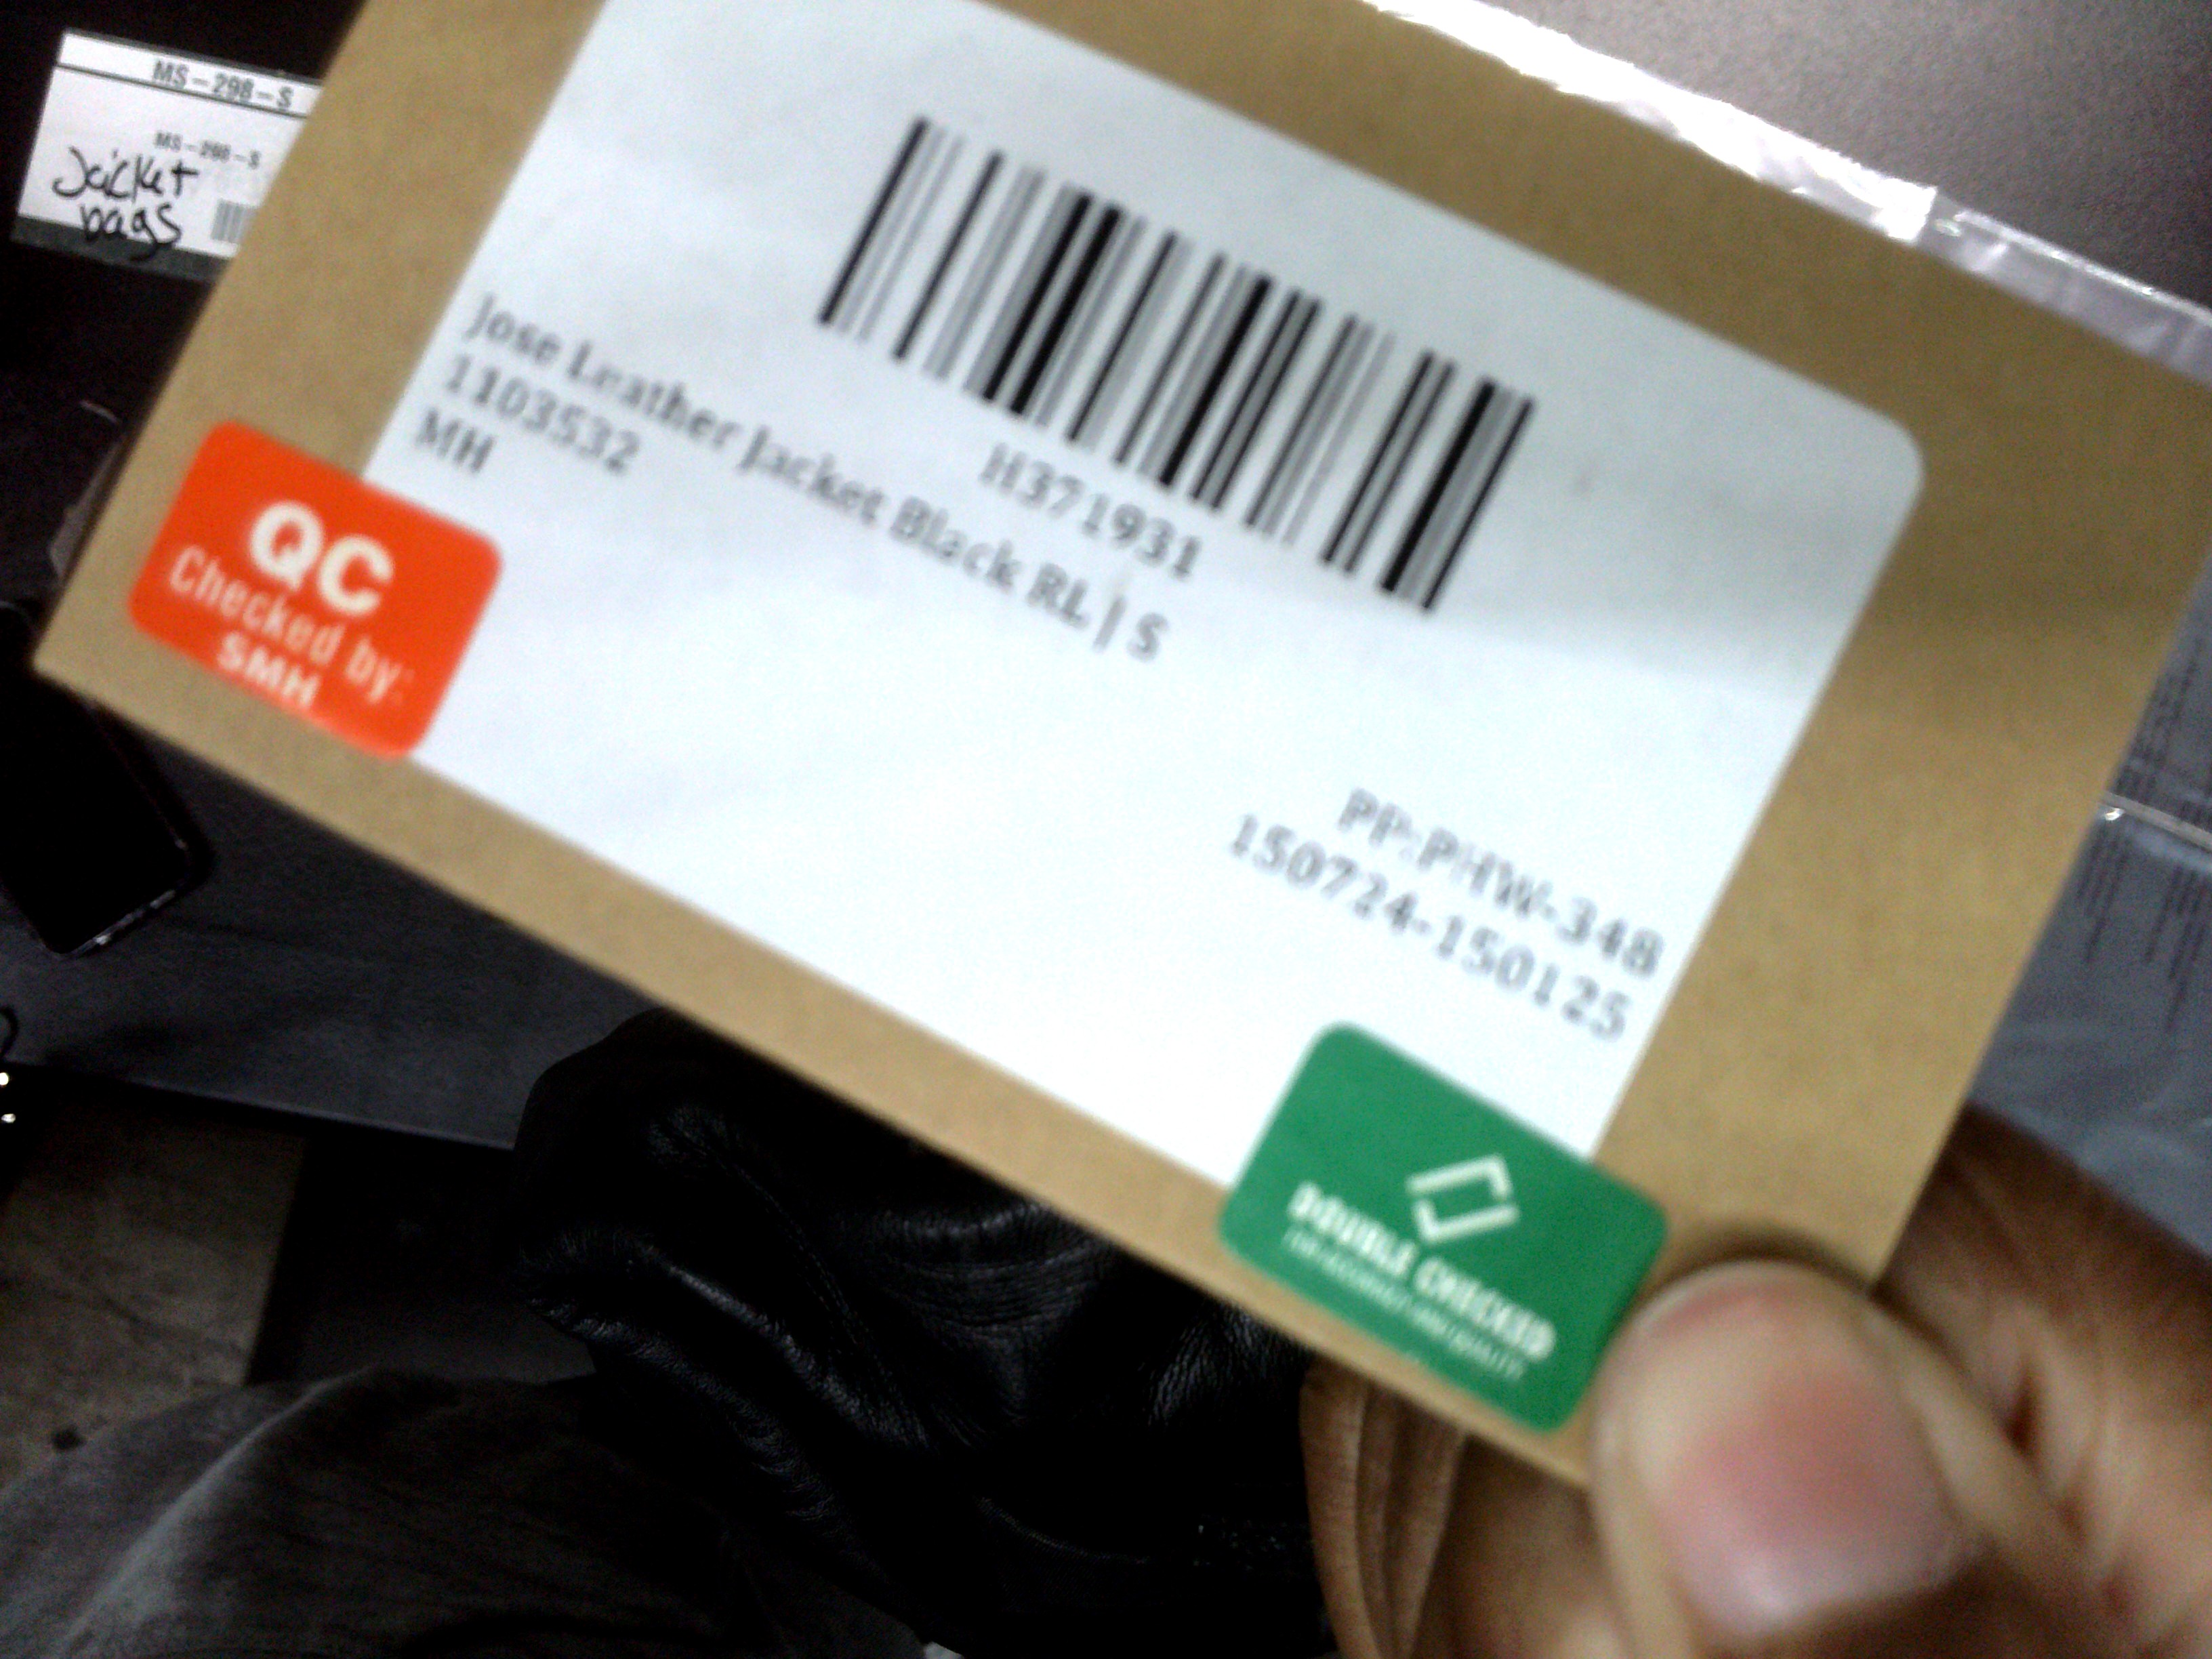 MS-298-S
MS-298-S
Jacket
bags
H371931
Jose Leather Jacket Black RL | S
1103532
MH
QC
Checked by:
SMH
PP:PHW-348
150724-150125
DOUBLE CHECKED